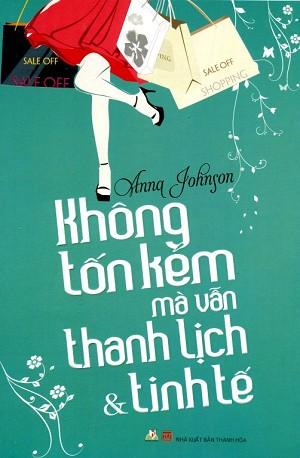 SALE OFF
SALE OFF
SHOPPING
SALE OFF
SHOPPING
Anna Johnson
Không
tốn kém
mà vẫn
thanh lịch
& tinh tế
NHÀ XUẤT BẢN THANH HÓA